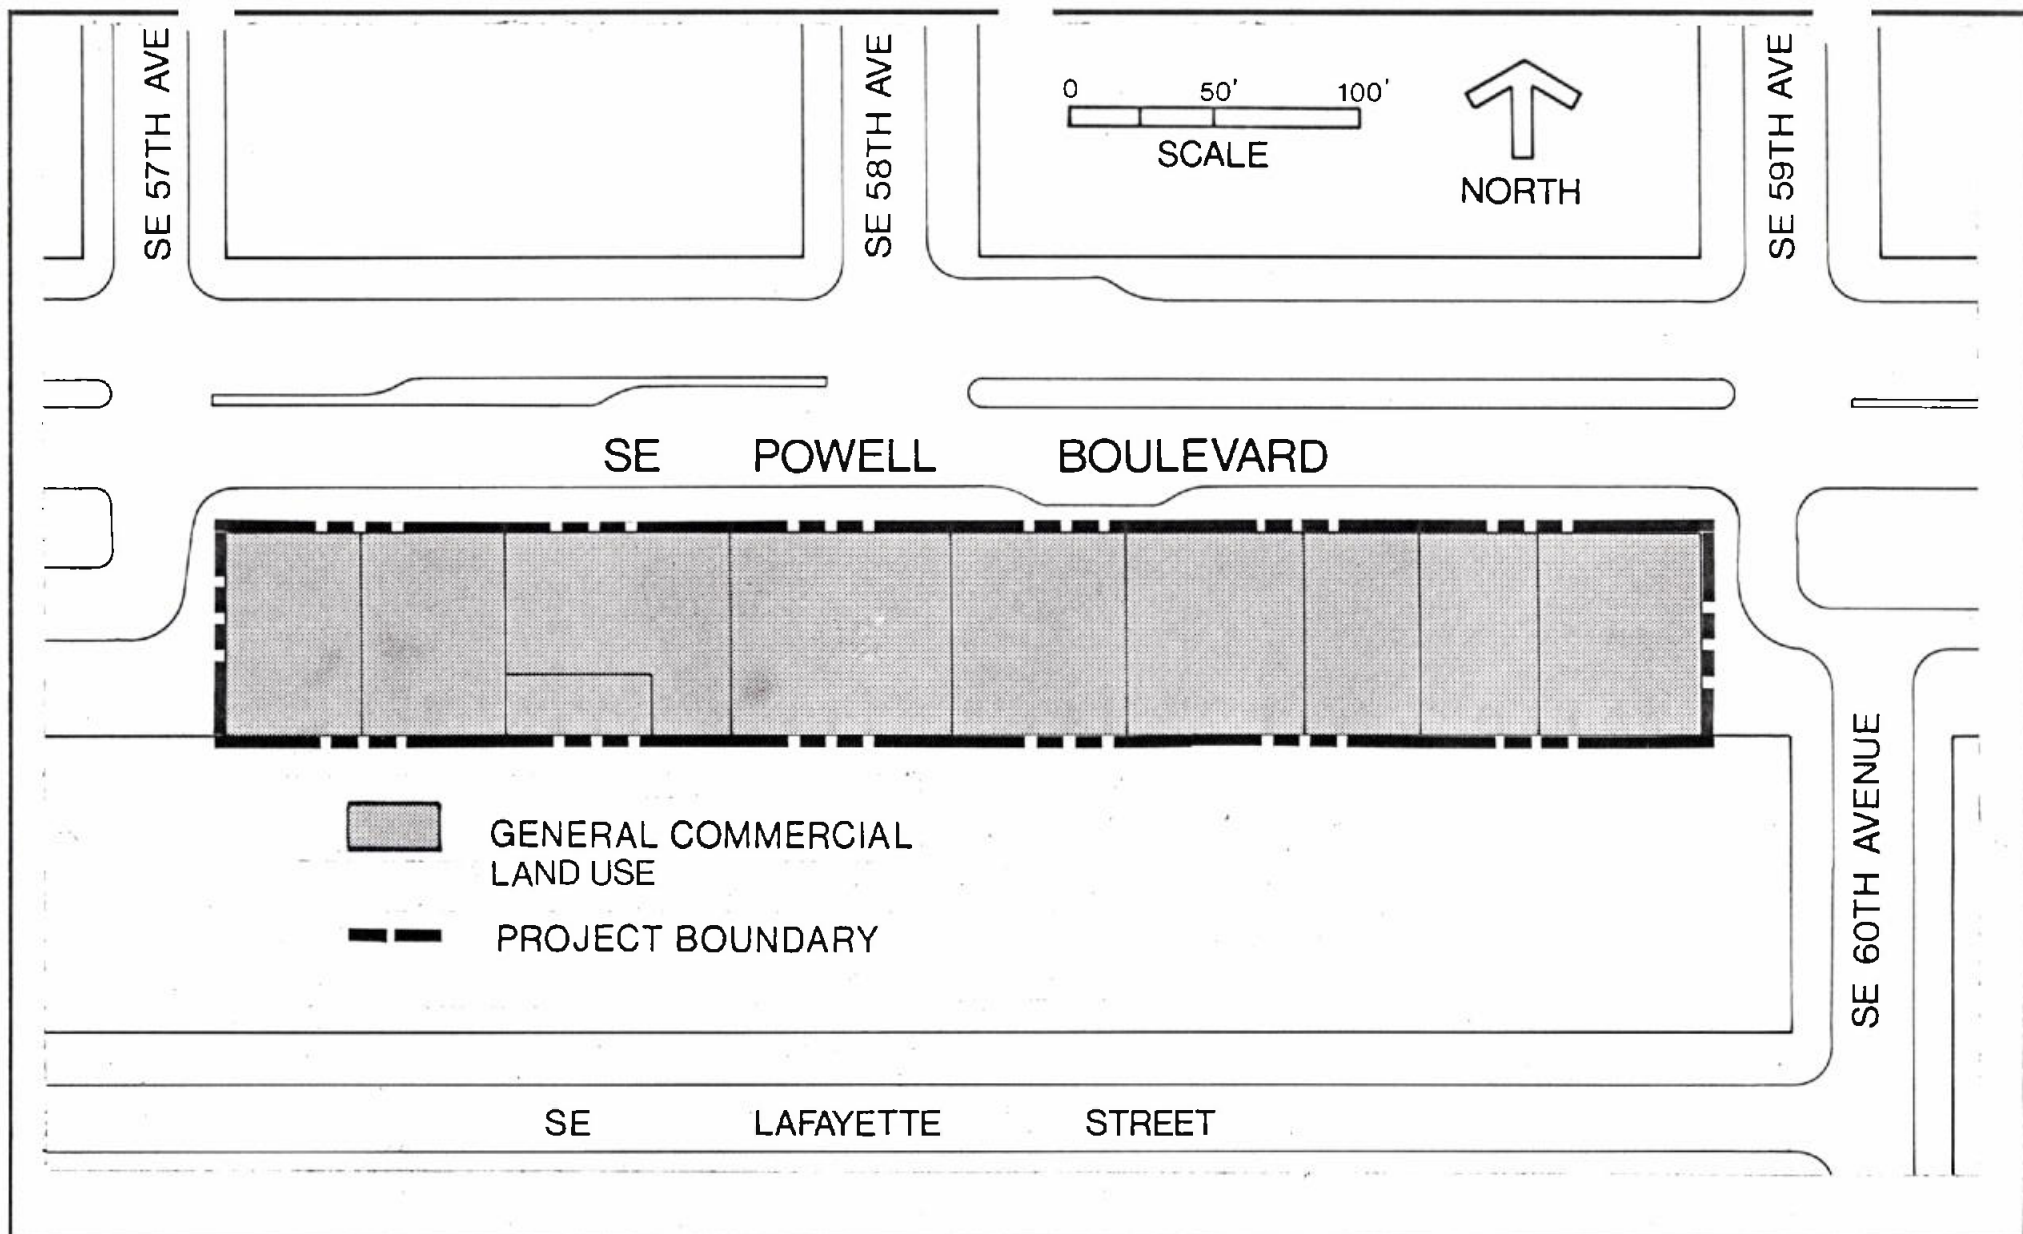 SE 57TH AVE
SE 58TH AVE
SE 59TH AVE
0 50' 100'
SCALE
NORTH
SE POWELL BOULEVARD
GENERAL COMMERCIAL
LAND USE
PROJECT BOUNDARY
SE 60TH AVENUE
SE LAFAYETTE STREET